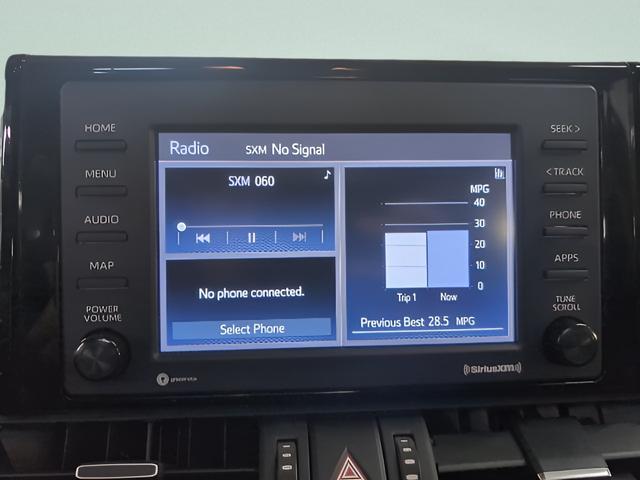 HOME
MENU
AUDIO
MAP
POWER
VOLUME
Radio SXM No Signal
SXM 060
No phone connected.
Select Phone
MPG
40
30
20
10
0
Trip 1 Now
Previous Best 28.5 MPG
SEEK >
< TRACK
PHONE
APPS
TUNE
SCROLL
((SiriusXM))